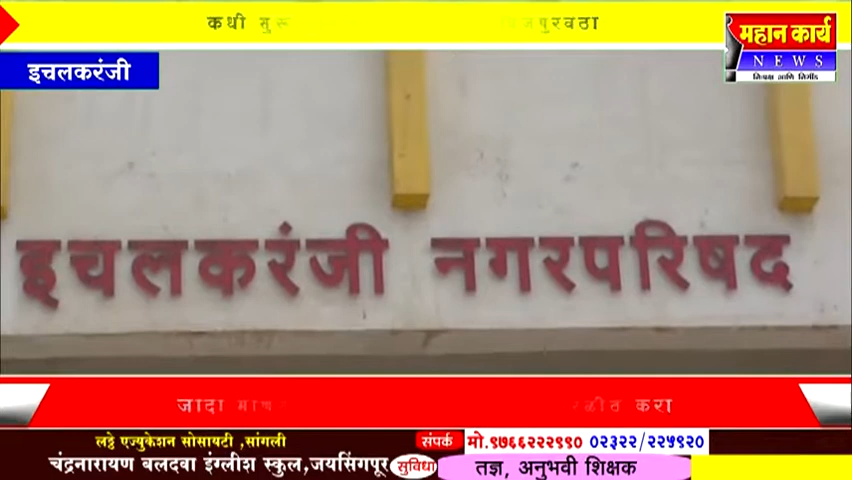 कधी
महान कार्य
NEWS
इचलकरंजी
इचलकरंजी नगरपरिषद
जादा
करा
लठ्ठे एज्युकेशन सोसायटी ,सांगली
संपर्क मो.९७६६२२२९९० ०२३२२/२२५९२०
चंद्रनारायण बलदवा इंग्लीश स्कुल,जयसिंगपूर सुविधा तज्ञ, अनुभवी शिक्षक